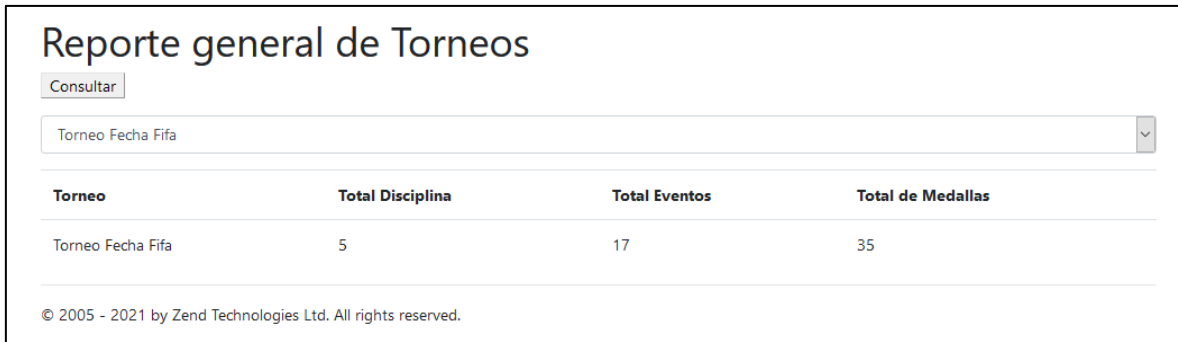 Reporte general de Torneos
Consultar
Torneo Fecha Fifa
Torneo Total Disciplina Total Eventos Total de Medallas
Torneo Fecha Fifa 5 17 35
© 2005 - 2021 by Zend Technologies Ltd. All rights reserved.